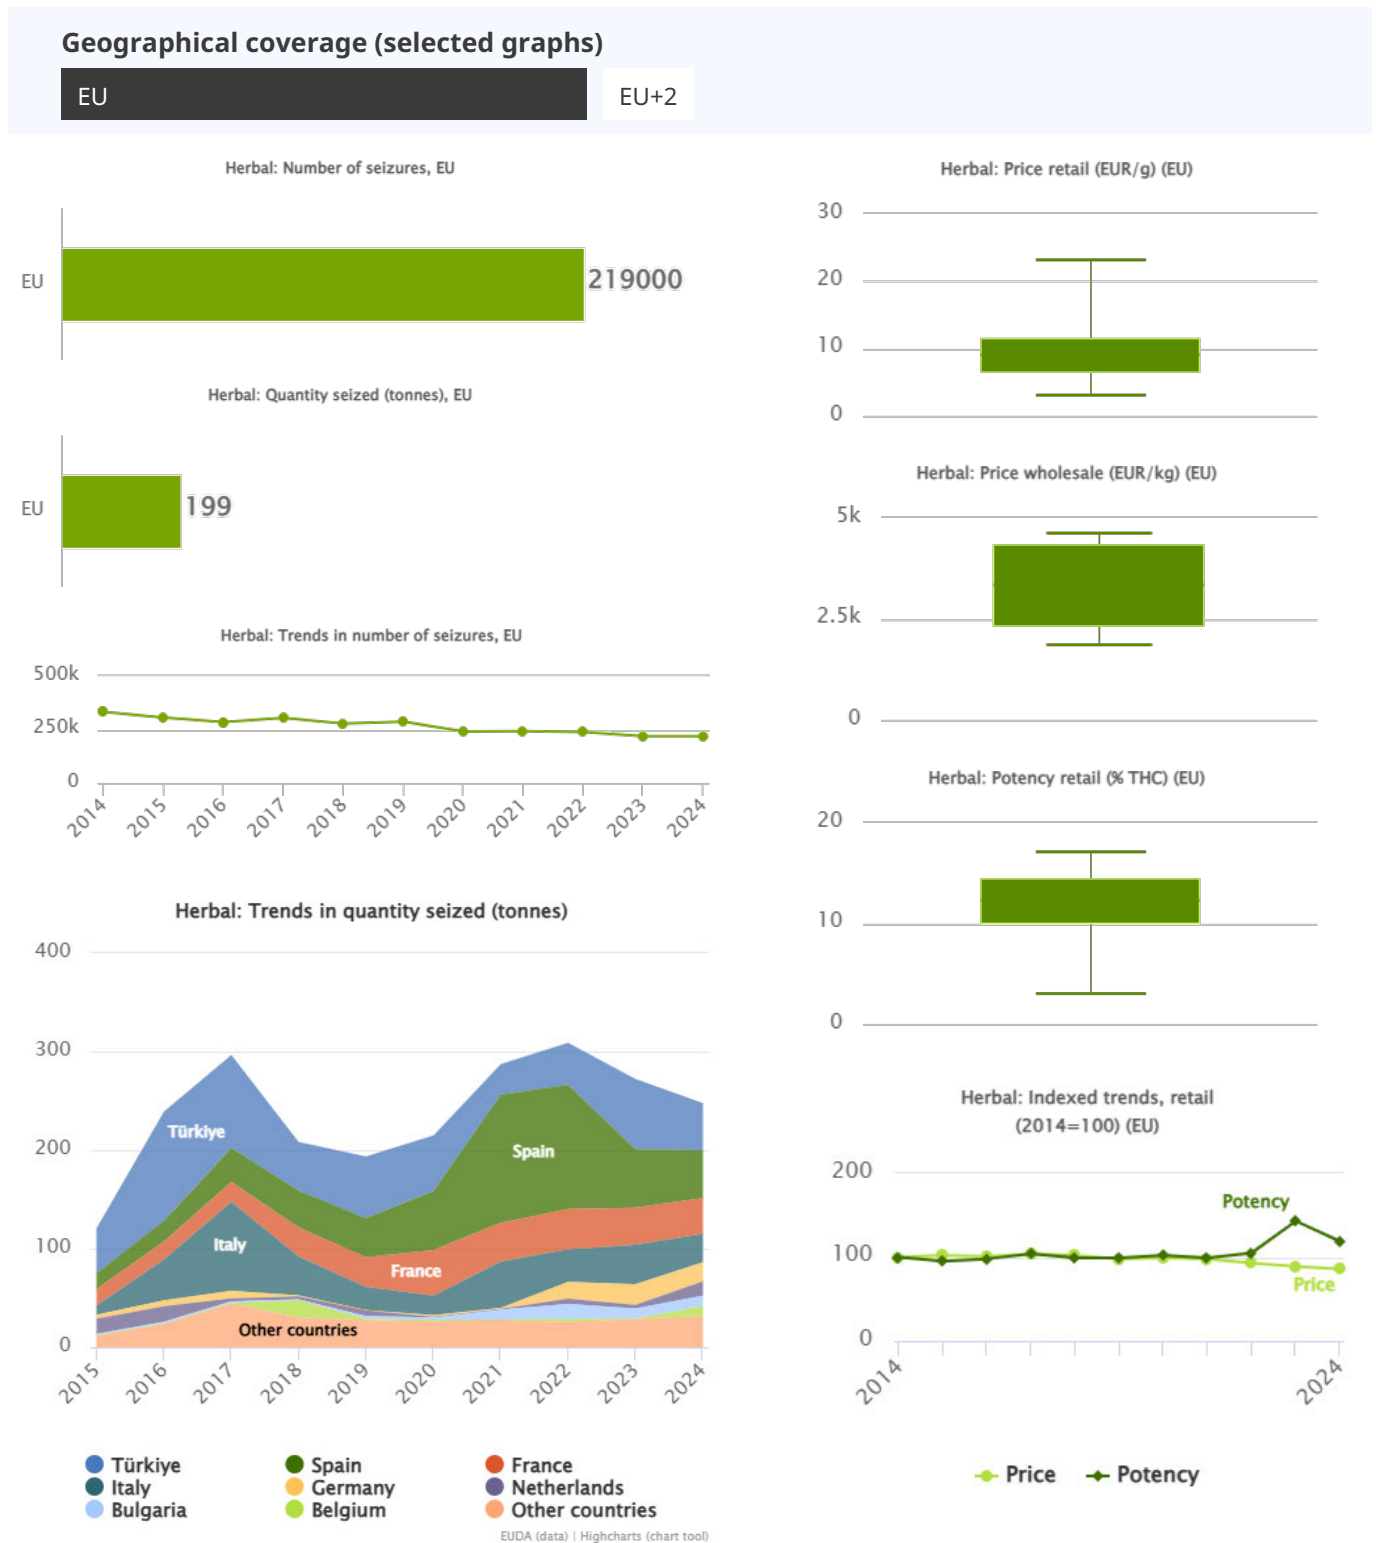 Geographical coverage (selected graphs)
EU
EU+2
Herbal: Number of seizures, EU
EU
219000
Herbal: Quantity seized (tonnes), EU
EU
199
Herbal: Trends in number of seizures, EU
500k
250k
0
2014
2015
2016
2017
2018
2019
2020
2021
2022
2023
2024
Herbal: Trends in quantity seized (tonnes)
400
300
200
100
0
Türkiye
Spain
Italy
France
Other countries
2015
2016
2017
2018
2019
2020
2021
2022
2023
2024
Türkiye
Spain
France
Italy
Germany
Netherlands
Bulgaria
Belgium
Other countries
EUDA (data) | Highcharts (chart tool)
Herbal: Price retail (EUR/g) (EU)
30
20
10
0
Herbal: Price wholesale (EUR/kg) (EU)
5k
2.5k
0
Herbal: Potency retail (% THC) (EU)
20
10
0
Herbal: Indexed trends, retail
(2014=100) (EU)
200
100
0
Potency
Price
2014
2024
Price
Potency